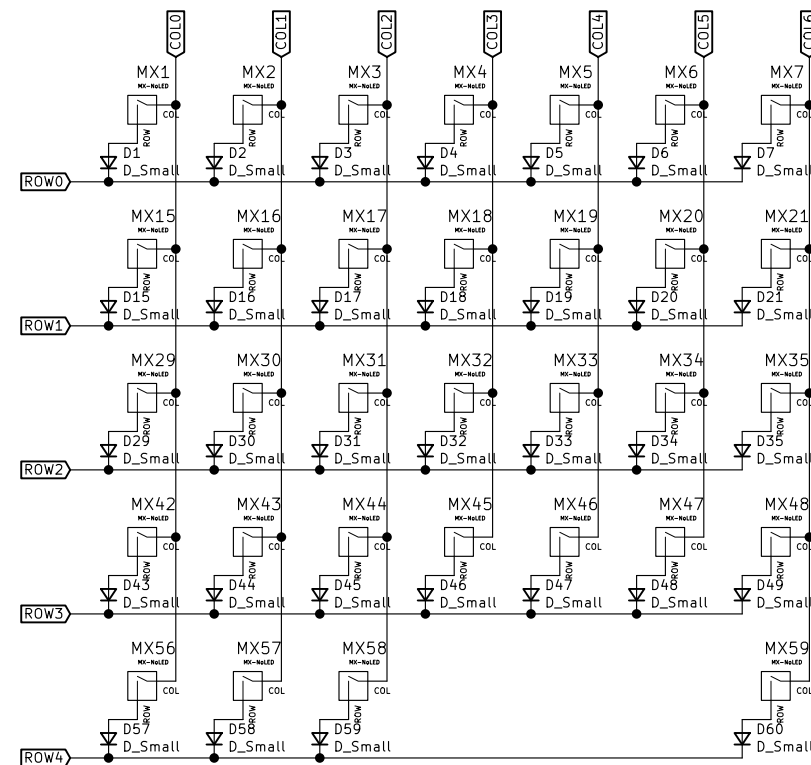 COL0 COL1 COL2 COL3 COL4 COL5 COL6
MX1 MX2 MX3 MX4 MX5 MX6 MX7
MX-NoLED MX-NoLED MX-NoLED MX-NoLED MX-NoLED MX-NoLED MX-NoLED
COL COL COL COL COL COL COL
ROW ROW ROW ROW ROW ROW ROW
D1 D2 D3 D4 D5 D6 D7
D_Small D_Small D_Small D_Small D_Small D_Small D_Small
ROW0
MX15 MX16 MX17 MX18 MX19 MX20 MX21
MX-NoLED MX-NoLED MX-NoLED MX-NoLED MX-NoLED MX-NoLED MX-NoLED
COL COL COL COL COL COL COL
ROW ROW ROW ROW ROW ROW ROW
D15 D16 D17 D18 D19 D20 D21
D_Small D_Small D_Small D_Small D_Small D_Small D_Small
ROW1
MX29 MX30 MX31 MX32 MX33 MX34 MX35
MX-NoLED MX-NoLED MX-NoLED MX-NoLED MX-NoLED MX-NoLED MX-NoLED
COL COL COL COL COL COL COL
ROW ROW ROW ROW ROW ROW ROW
D29 D30 D31 D32 D33 D34 D35
D_Small D_Small D_Small D_Small D_Small D_Small D_Small
ROW2
MX42 MX43 MX44 MX45 MX46 MX47 MX48
MX-NoLED MX-NoLED MX-NoLED MX-NoLED MX-NoLED MX-NoLED MX-NoLED
COL COL COL COL COL COL COL
ROW ROW ROW ROW ROW ROW ROW
D43 D44 D45 D46 D47 D48 D49
D_Small D_Small D_Small D_Small D_Small D_Small D_Small
ROW3
MX56 MX57 MX58 MX59
MX-NoLED MX-NoLED MX-NoLED MX-NoLED
COL COL COL COL
ROW ROW ROW ROW
D57 D58 D59 D60
D_Small D_Small D_Small D_Small
ROW4